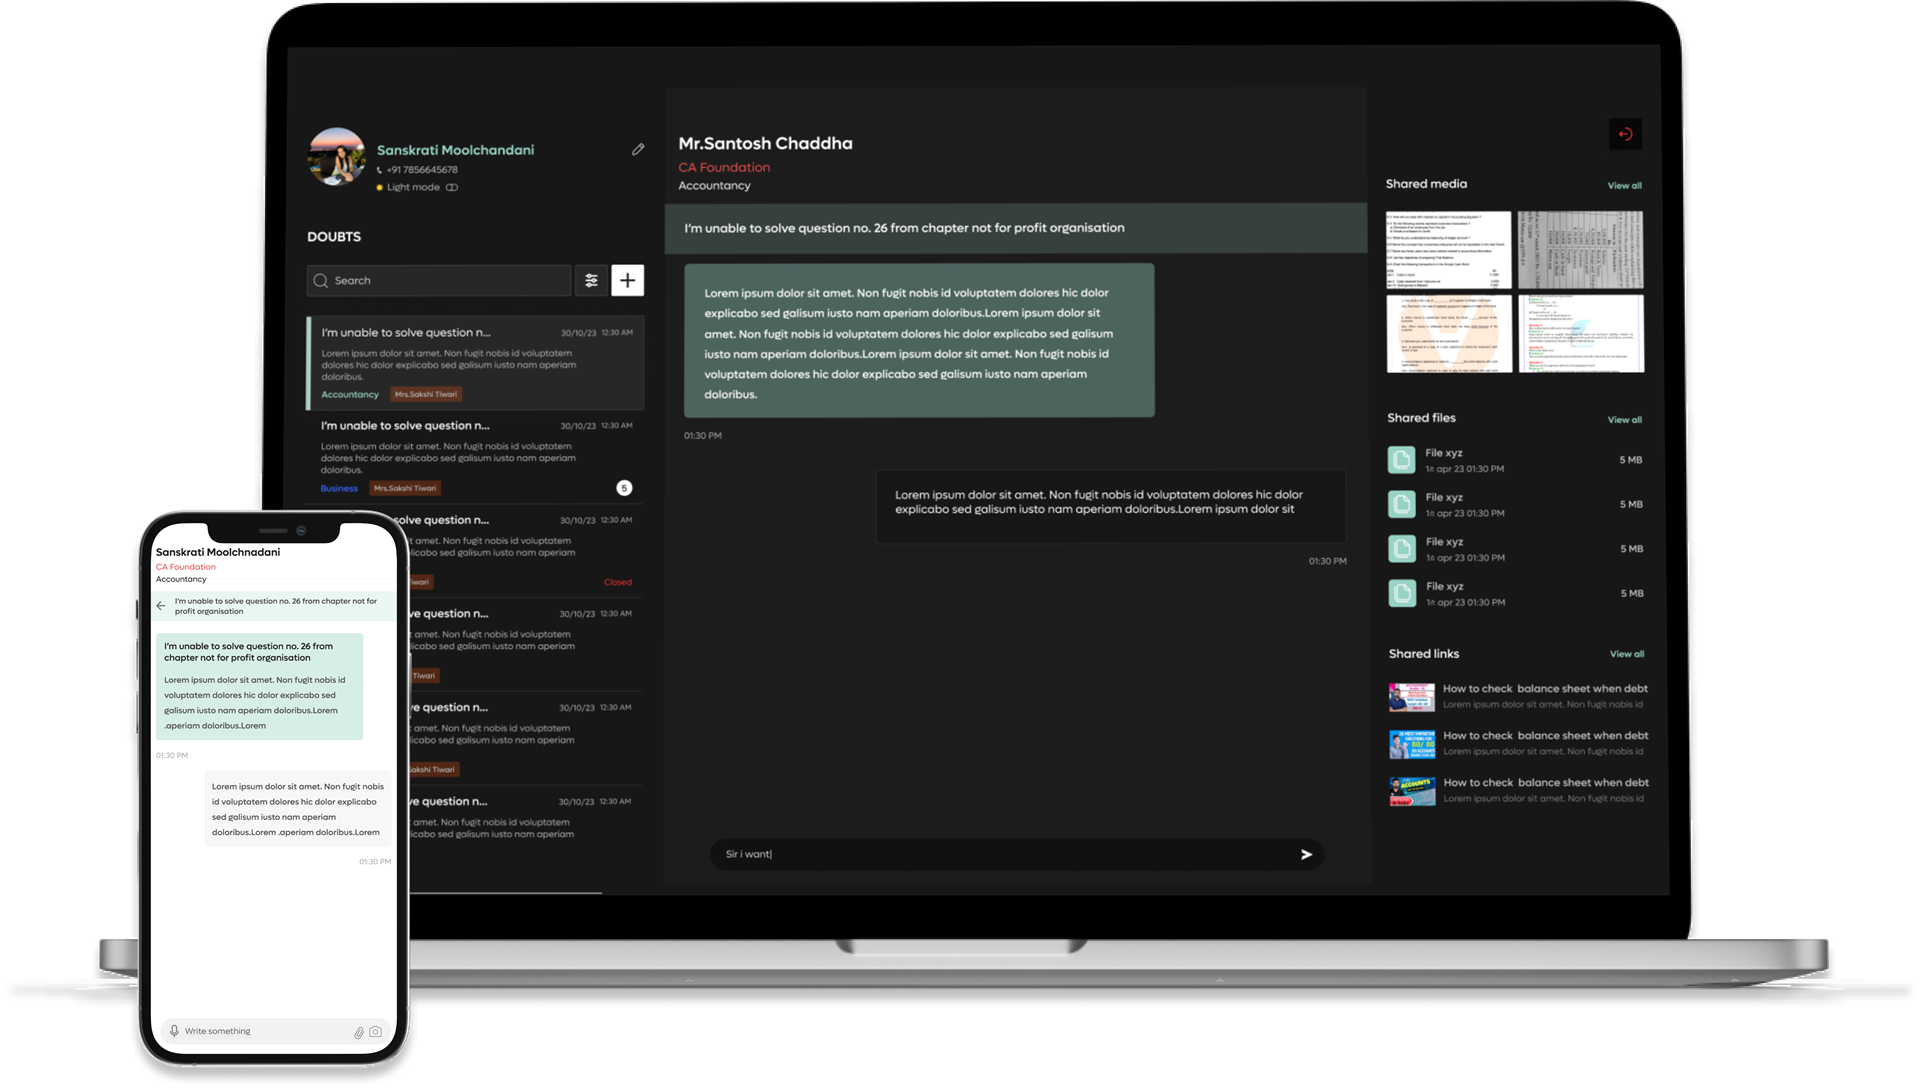 Sanskrati Moolchandani
+91 7856645678
Light mode
DOUBTS
Search
I'm unable to solve question n...
30/10/23 12:30 AM
Lorem ipsum dolor sit amet. Non fugit nobis id voluptatem
dolores hic dolor explicabo sed galisum iusto nam aperiam
doloribus.
Accountancy
Mrs.Sakshi Tiwari
I'm unable to solve question n...
30/10/23 12:30 AM
Lorem ipsum dolor sit amet. Non fugit nobis id voluptatem
dolores hic dolor explicabo sed galisum iusto nam aperiam
doloribus.
Business
Mrs.Sakshi Tiwari
5
solve question n...
30/10/23 12:30 AM
amet. Non fugit nobis id voluptatem
licabo sed galisum iusto nam aperiam
Closed
question n...
30/10/23 12:30 AM
amet. Non fugit nobis id voluptatem
licabo sed galisum iusto nam aperiam
Tiwari
question n...
30/10/23 12:30 AM
amet. Non fugit nobis id voluptatem
licabo sed galisum iusto nam aperiam
Sakshi Tiwari
question n...
30/10/23 12:30 AM
amet. Non fugit nobis id voluptatem
licabo sed galisum iusto nam aperiam
Mr.Santosh Chaddha
CA Foundation
Accountancy
I'm unable to solve question no. 26 from chapter not for profit organisation
Lorem ipsum dolor sit amet. Non fugit nobis id voluptatem dolores hic dolor
explicabo sed galisum iusto nam aperiam doloribus.Lorem ipsum dolor sit
amet. Non fugit nobis id voluptatem dolores hic dolor explicabo sed galisum
iusto nam aperiam doloribus.Lorem ipsum dolor sit amet. Non fugit nobis id
voluptatem dolores hic dolor explicabo sed galisum iusto nam aperiam
doloribus.
01:30 PM
Lorem ipsum dolor sit amet. Non fugit nobis id voluptatem dolores hic dolor
explicabo sed galisum iusto nam aperiam doloribus.Lorem ipsum dolor sit
01:30 PM
Sir i want
Shared media
View all
Shared files
View all
File xyz
1st apr 23 01:30 PM
5 MB
File xyz
1st apr 23 01:30 PM
5 MB
File xyz
1st apr 23 01:30 PM
5 MB
File xyz
1st apr 23 01:30 PM
5 MB
Shared links
View all
How to check balance sheet when debt
Lorem ipsum dolor sit amet. Non fugit nobis id
How to check balance sheet when debt
Lorem ipsum dolor sit amet. Non fugit nobis id
80/80
How to check balance sheet when debt
Lorem ipsum dolor sit amet. Non fugit nobis id
ACCOUNTS
Sanskrati Moolchnadani
CA Foundation
Accountancy
I'm unable to solve question no. 26 from chapter not for
profit organisation
I'm unable to solve question no. 26 from
chapter not for profit organisation
Lorem ipsum dolor sit amet. Non fugit nobis id
voluptatem dolores hic dolor explicabo sed
galisum iusto nam aperiam doloribus.Lorem
.aperiam doloribus.Lorem
01:30 PM
Lorem ipsum dolor sit amet. Non fugit nobis
id voluptatem dolores hic dolor explicabo
sed galisum iusto nam aperiam
doloribus.Lorem .aperiam doloribus.Lorem
01:30 PM
Write something